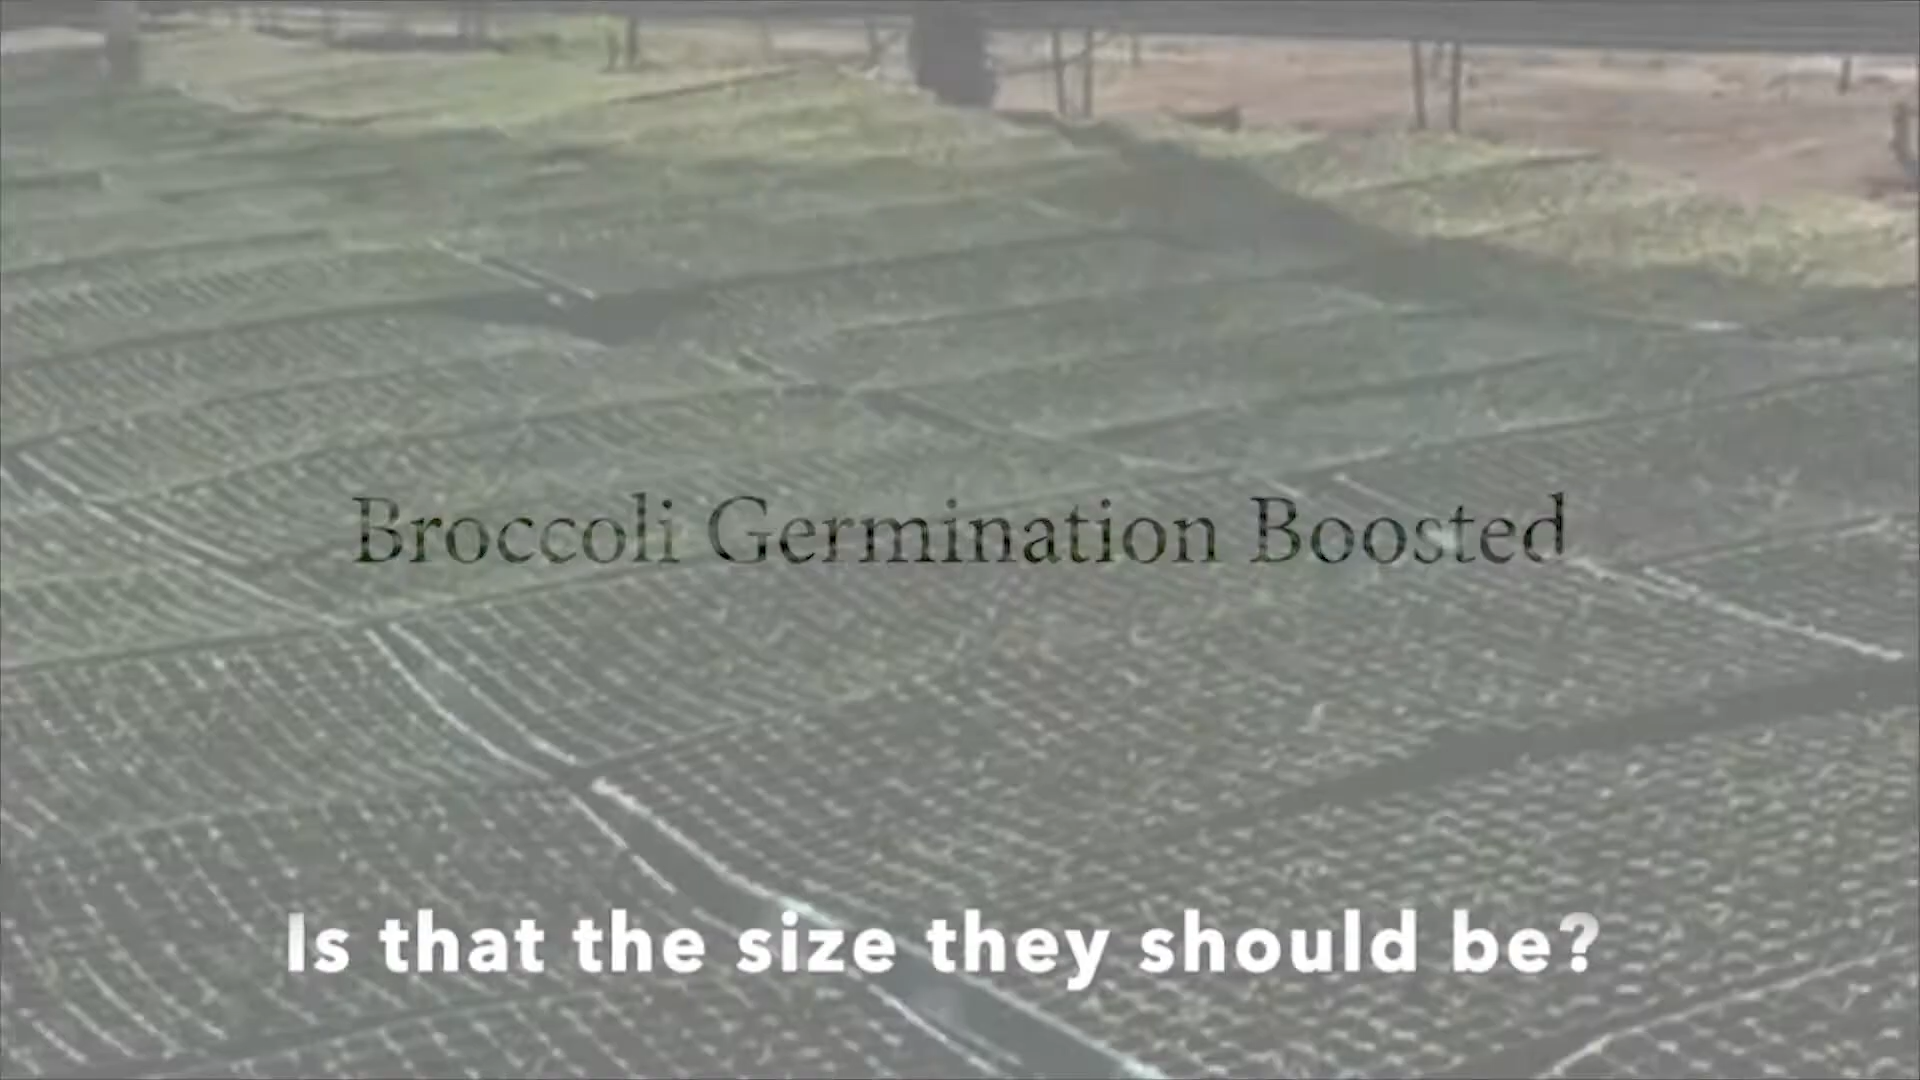 Broccoli Germination Boosted
Is that the size they should be?